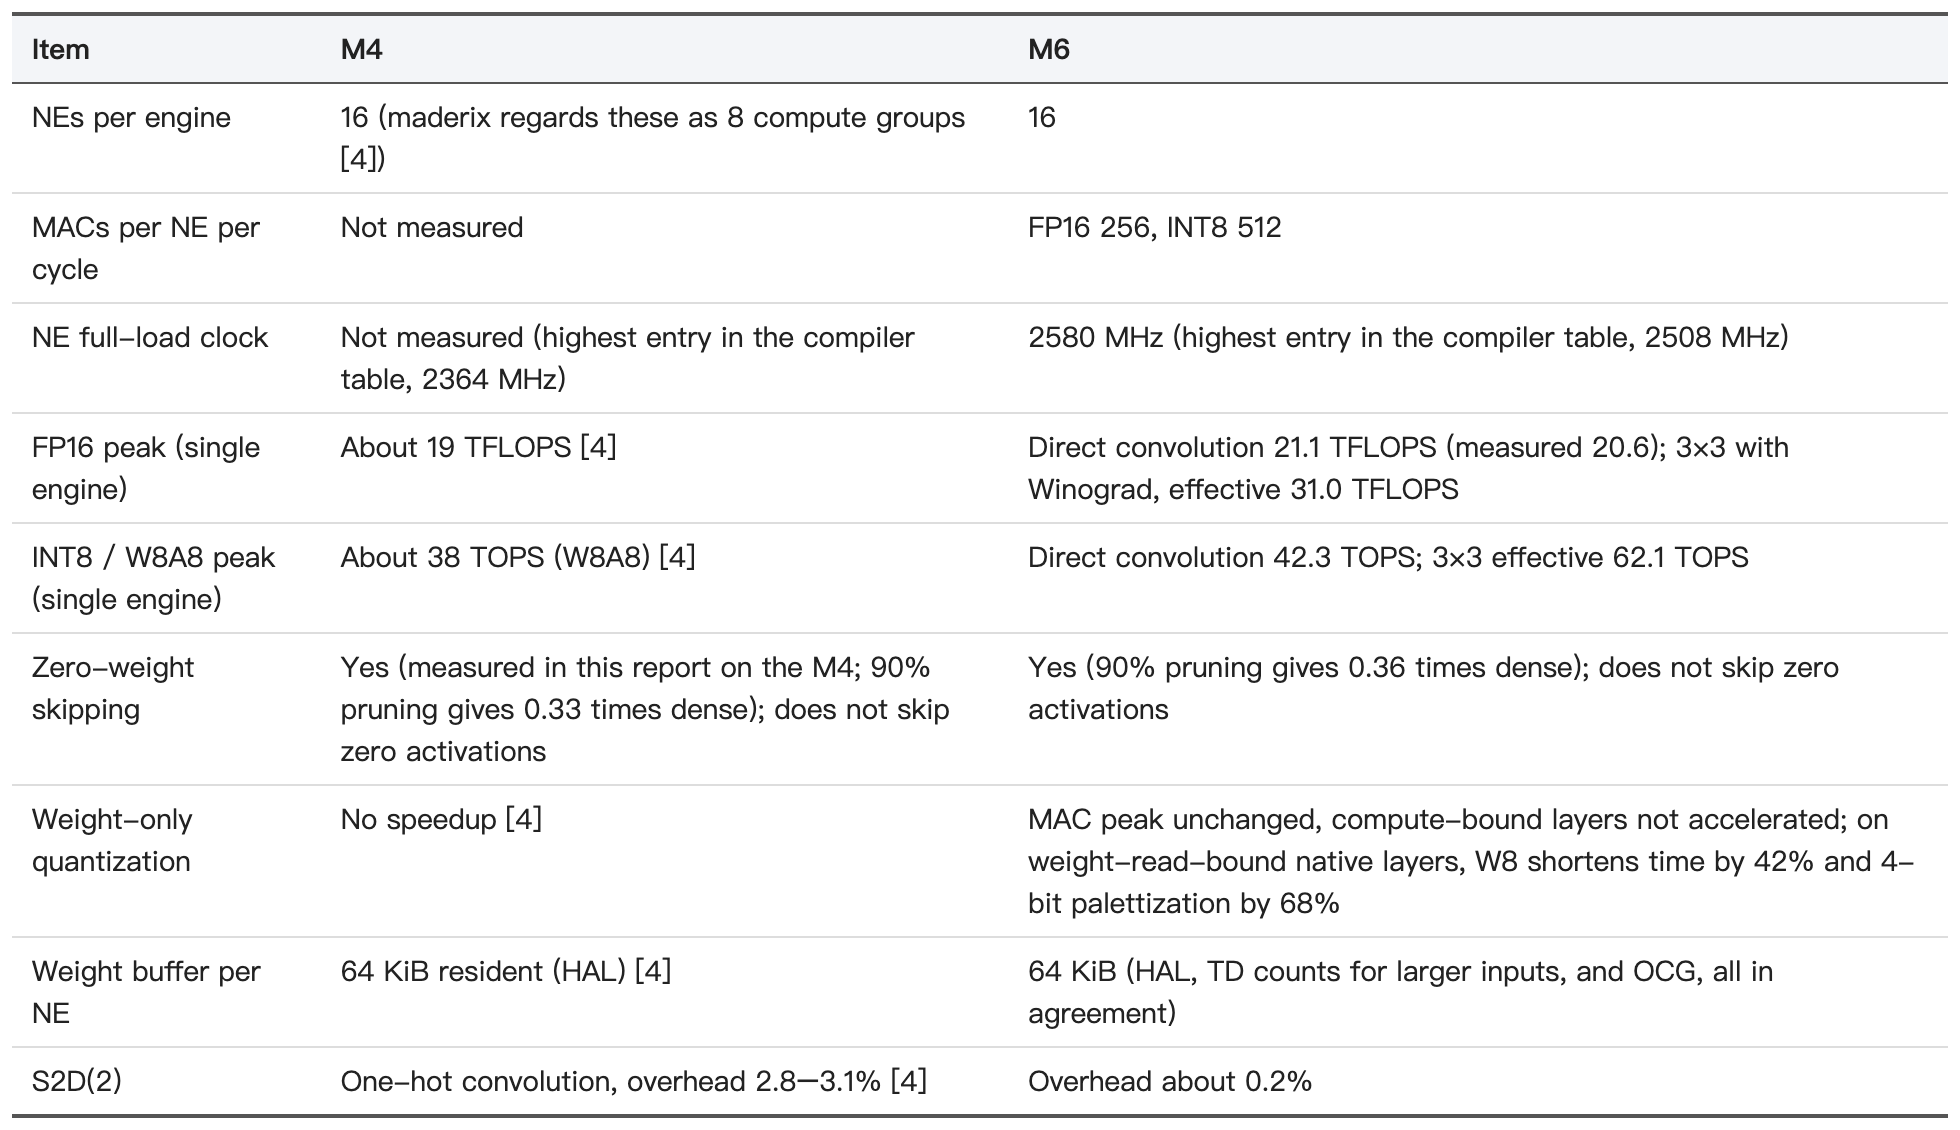 Item M4 M6
NEs per engine 16 (maderix regards these as 8 compute groups 16
[4])
MACs per NE per Not measured FP16 256, INT8 512
cycle
NE full–load clock Not measured (highest entry in the compiler 2580 MHz (highest entry in the compiler table, 2508 MHz)
table, 2364 MHz)
FP16 peak (single About 19 TFLOPS [4] Direct convolution 21.1 TFLOPS (measured 20.6); 3×3 with
engine) Winograd, effective 31.0 TFLOPS
INT8 / W8A8 peak About 38 TOPS (W8A8) [4] Direct convolution 42.3 TOPS; 3×3 effective 62.1 TOPS
(single engine)
Zero–weight Yes (measured in this report on the M4; 90% Yes (90% pruning gives 0.36 times dense); does not skip zero
skipping pruning gives 0.33 times dense); does not skip activations
zero activations
Weight–only No speedup [4] MAC peak unchanged, compute–bound layers not accelerated; on
quantization weight–read–bound native layers, W8 shortens time by 42% and 4–
bit palettization by 68%
Weight buffer per 64 KiB resident (HAL) [4] 64 KiB (HAL, TD counts for larger inputs, and OCG, all in
NE agreement)
S2D(2) One–hot convolution, overhead 2.8—3.1% [4] Overhead about 0.2%